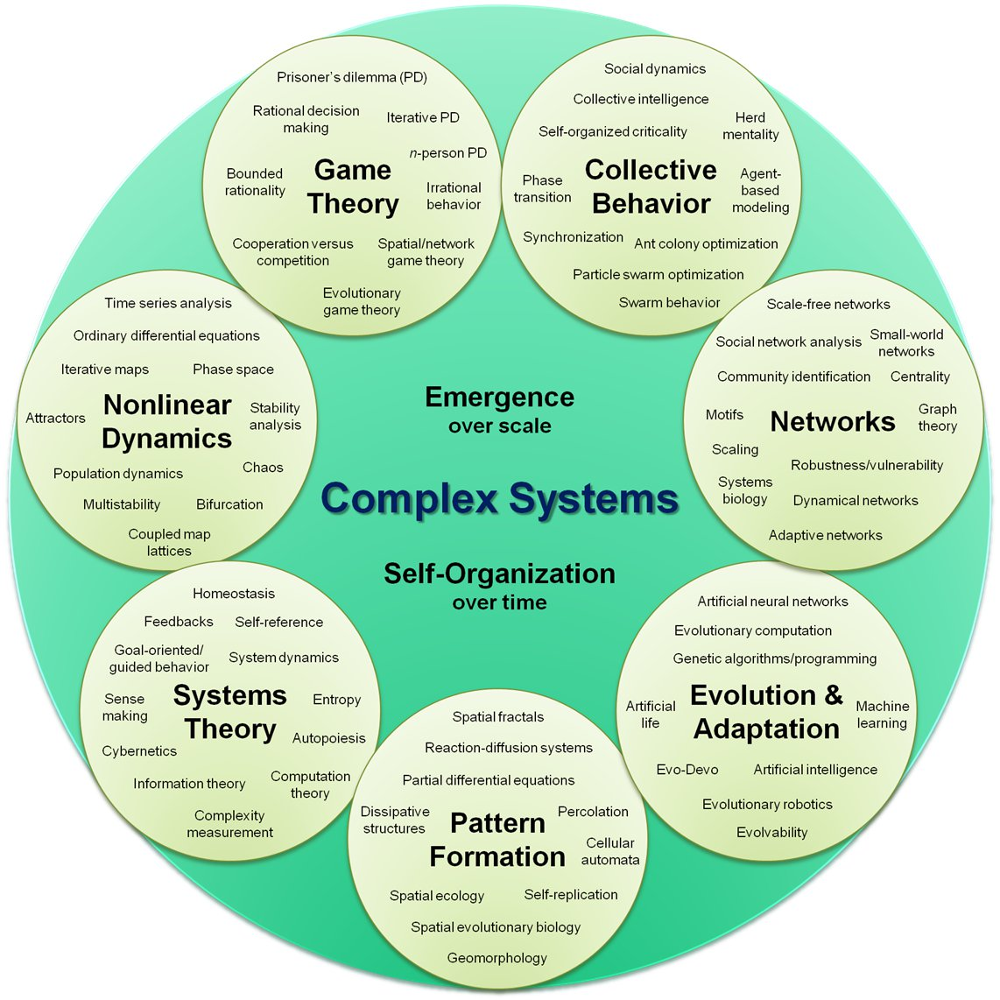 Prisoner's dilemma (PD)
Rational decision
making
Iterative PD
n-person PD
Game
Theory
Bounded
rationality
Irrational
behavior
Cooperation versus
competition
Spatial/network
game theory
Evolutionary
game theory
Social dynamics
Collective intelligence
Herd
mentality
Self-organized criticality
Collective
Behavior
Phase
transition
Agent-
based
modeling
Synchronization
Ant colony optimization
Particle swarm optimization
Swarm behavior
Time series analysis
Ordinary differential equations
Iterative maps
Phase space
Nonlinear
Dynamics
Attractors
Stability
analysis
Population dynamics
Chaos
Multistability
Bifurcation
Coupled map
lattices
Emergence
over scale
Complex Systems
Self-Organization
over time
Scale-free networks
Social network analysis
Small-world
networks
Community identification
Centrality
Motifs
Networks
Graph
theory
Scaling
Robustness/vulnerability
Systems
biology
Dynamical networks
Adaptive networks
Homeostasis
Feedbacks
Self-reference
Goal-oriented/
guided behavior
System dynamics
Sense
making
Systems
Theory
Entropy
Autopoiesis
Cybernetics
Information theory
Computation
theory
Complexity
measurement
Spatial fractals
Reaction-diffusion systems
Partial differential equations
Dissipative
structures
Percolation
Pattern
Formation
Cellular
automata
Spatial ecology
Self-replication
Spatial evolutionary biology
Geomorphology
Artificial neural networks
Evolutionary computation
Genetic algorithms/programming
Artificial
life
Evolution &
Adaptation
Machine
learning
Evo-Devo
Artificial intelligence
Evolutionary robotics
Evolvability